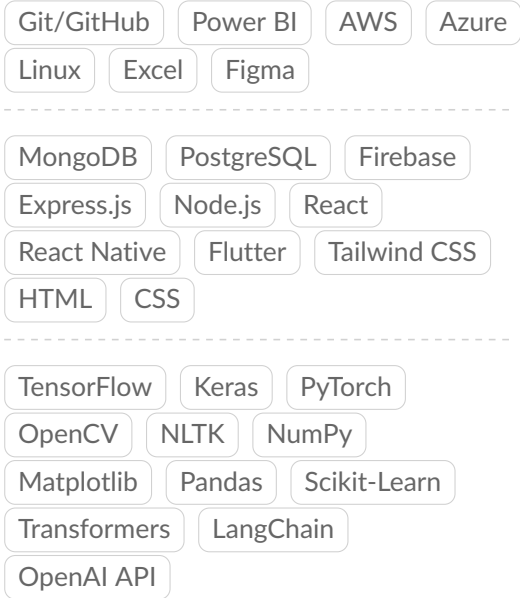 Git/GitHub Power BI AWS Azure
Linux Excel Figma
MongoDB PostgreSQL Firebase
Express.js Node.js React
React Native Flutter Tailwind CSS
HTML CSS
TensorFlow Keras PyTorch
OpenCV NLTK NumPy
Matplotlib Pandas Scikit-Learn
Transformers LangChain
OpenAI API